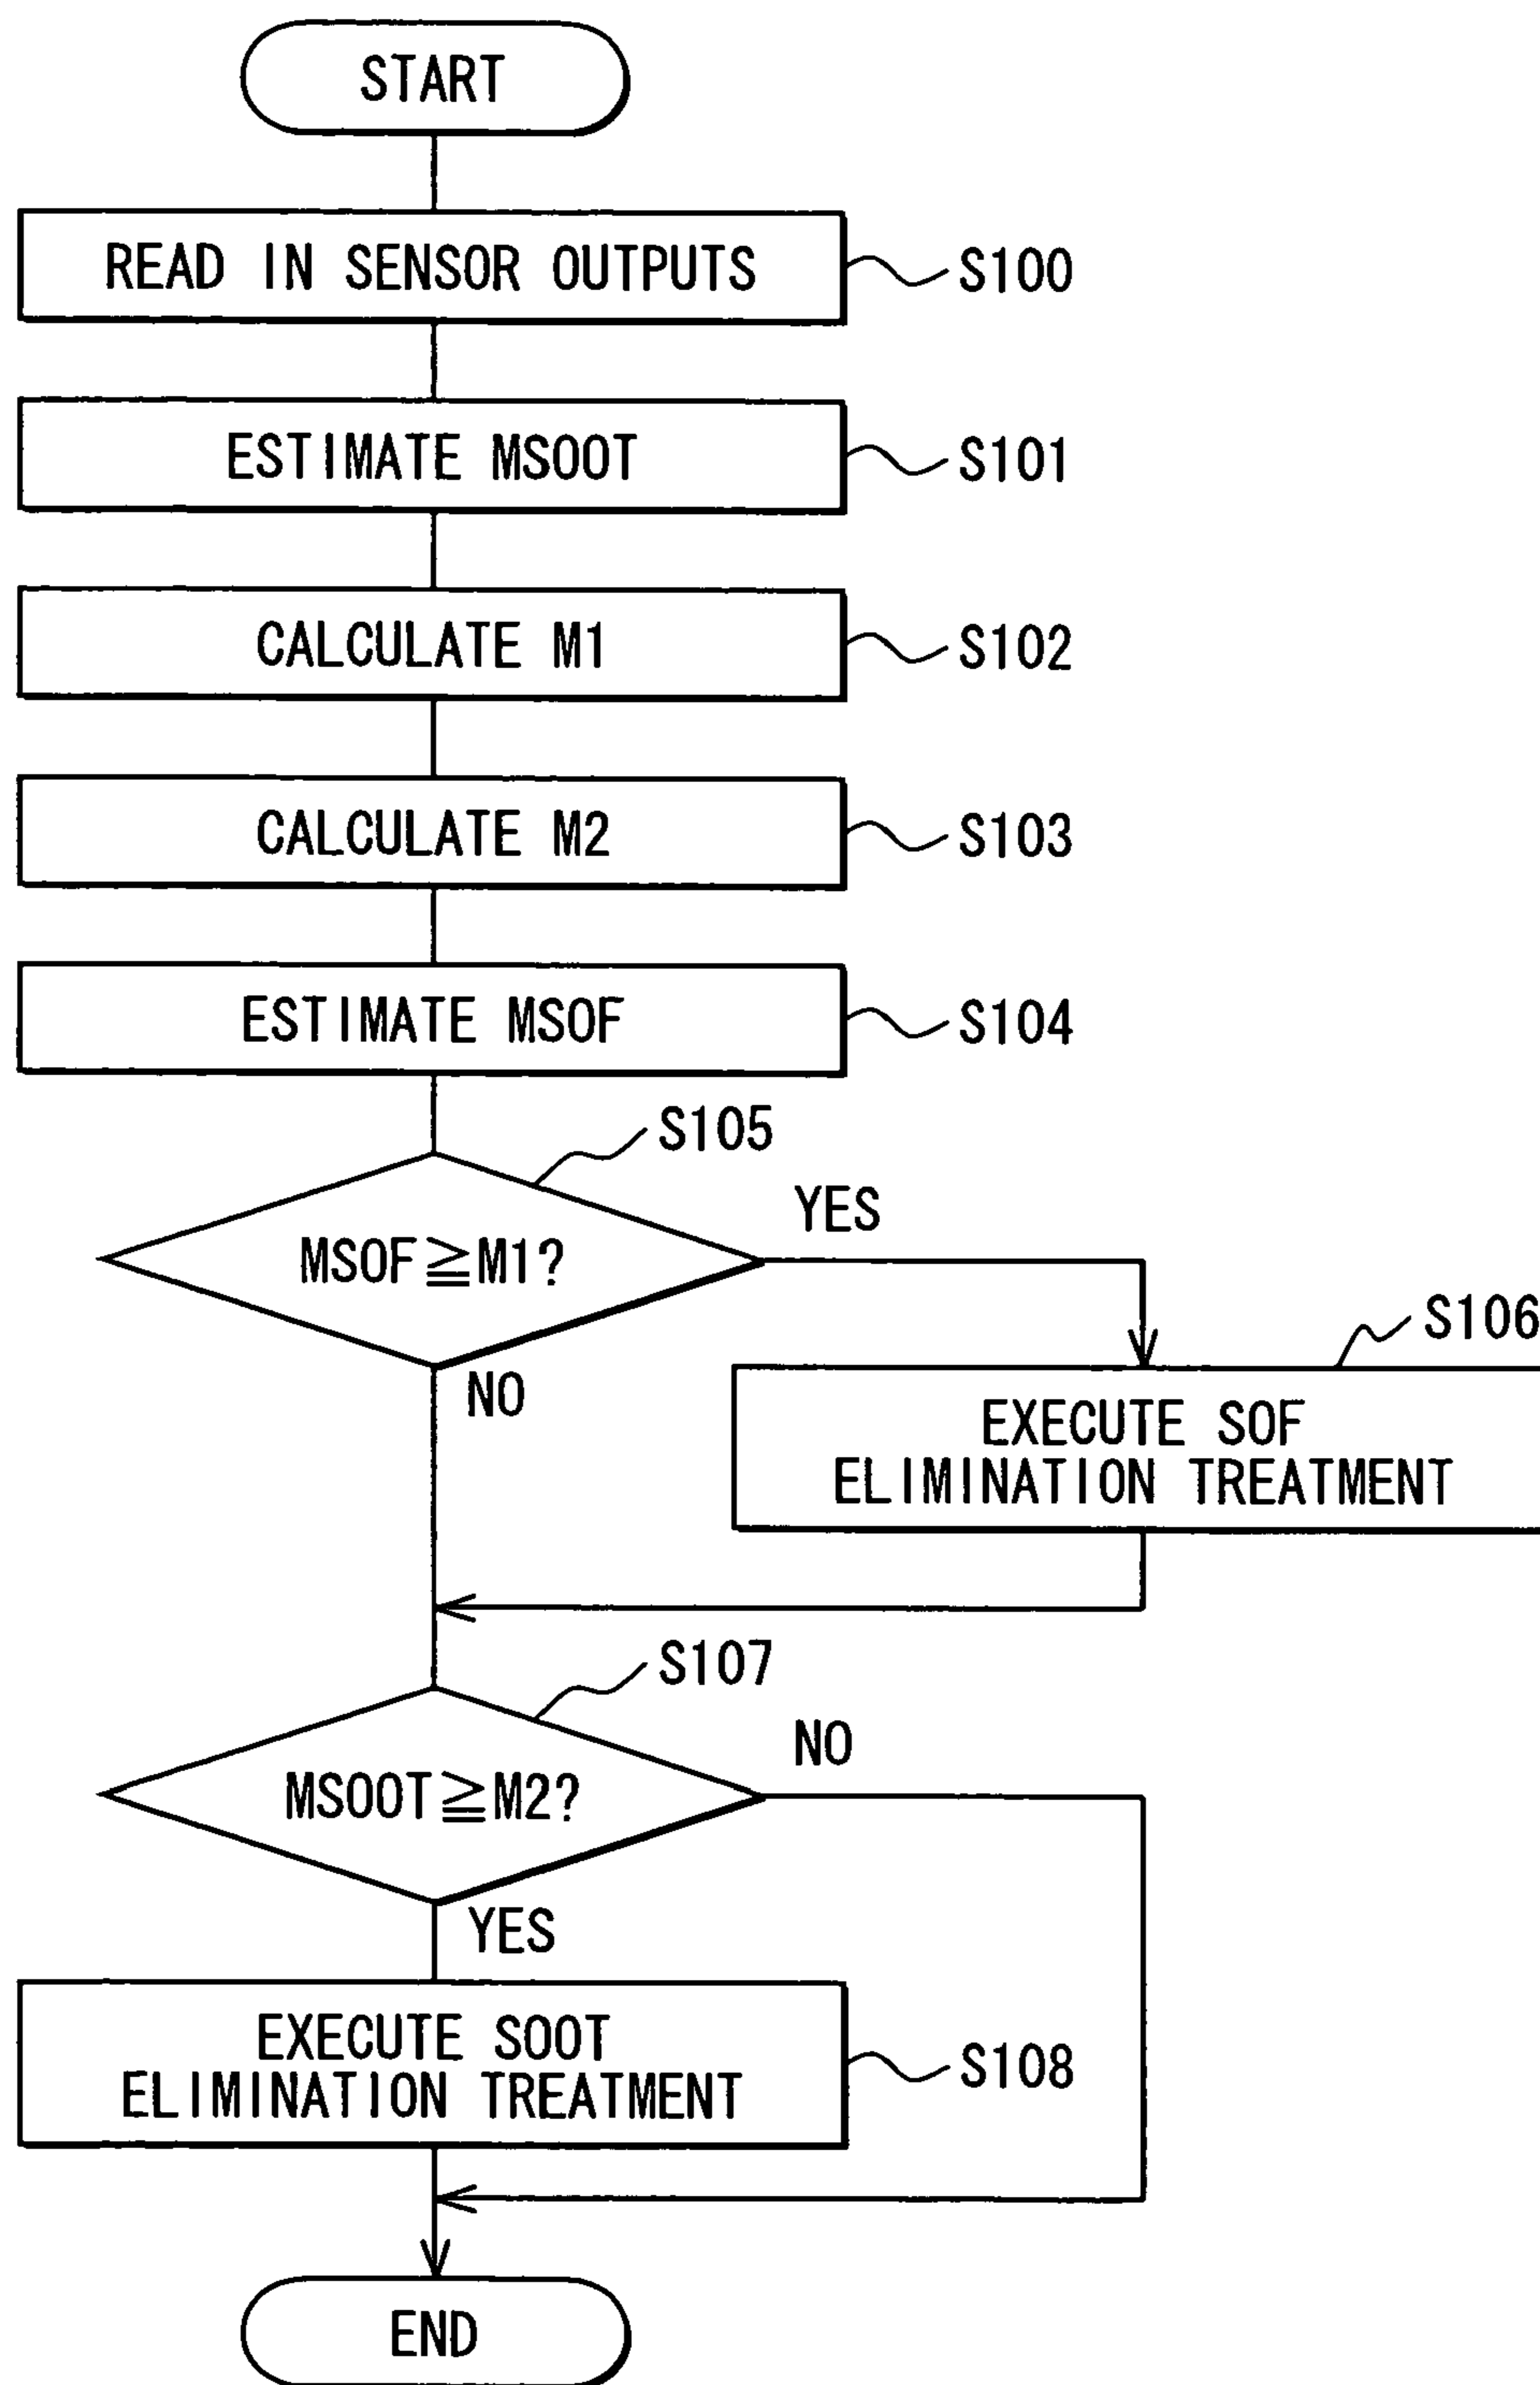 START
READ IN SENSOR OUTPUTS
S100
ESTIMATE MSOOT
S101
CALCULATE M1
S102
CALCULATE M2
S103
ESTIMATE MSOF
S104
S105
MSOF≧M1?
YES
NO
S106
EXECUTE SOF
ELIMINATION TREATMENT
S107
MSOOT≧M2?
NO
YES
EXECUTE SOOT
ELIMINATION TREATMENT
S108
END